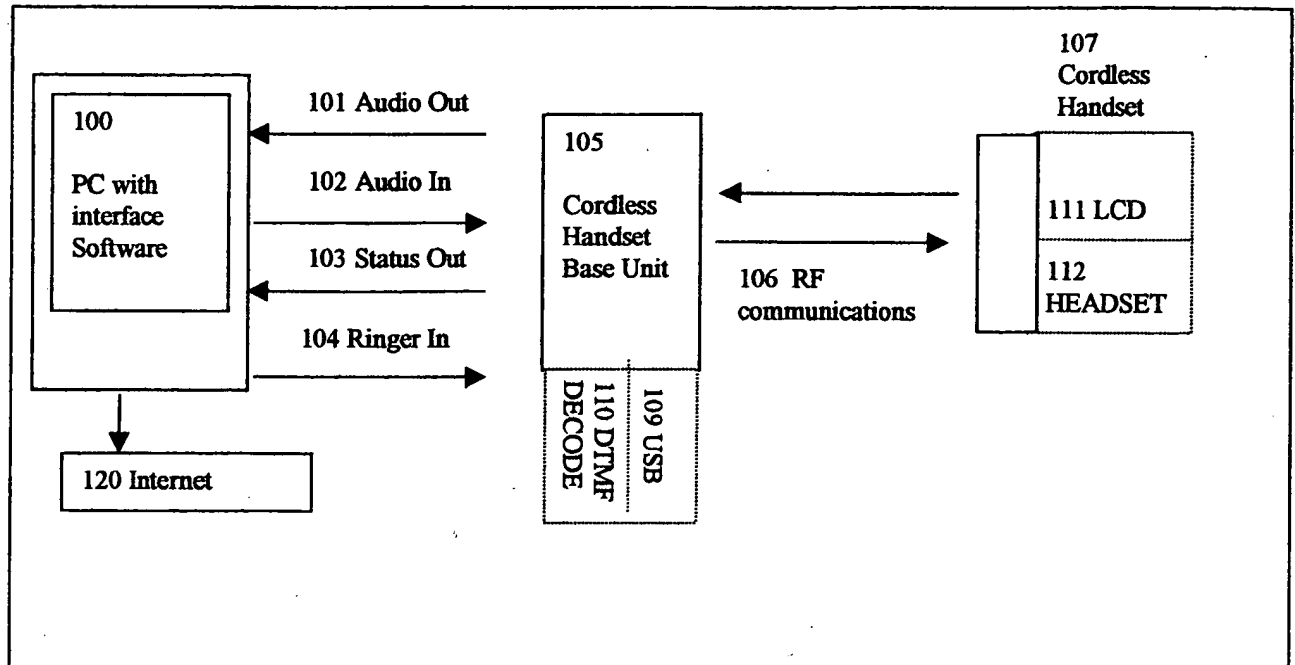 107
Cordless
Handset
101 Audio Out
100
PC with
interface
Software
102 Audio In
103 Status Out
104 Ringer In
105
Cordless
Handset
Base Unit
106 RF
communications
111 LCD
112
HEADSET
109 USB
110 DTMF
DECODE
120 Internet